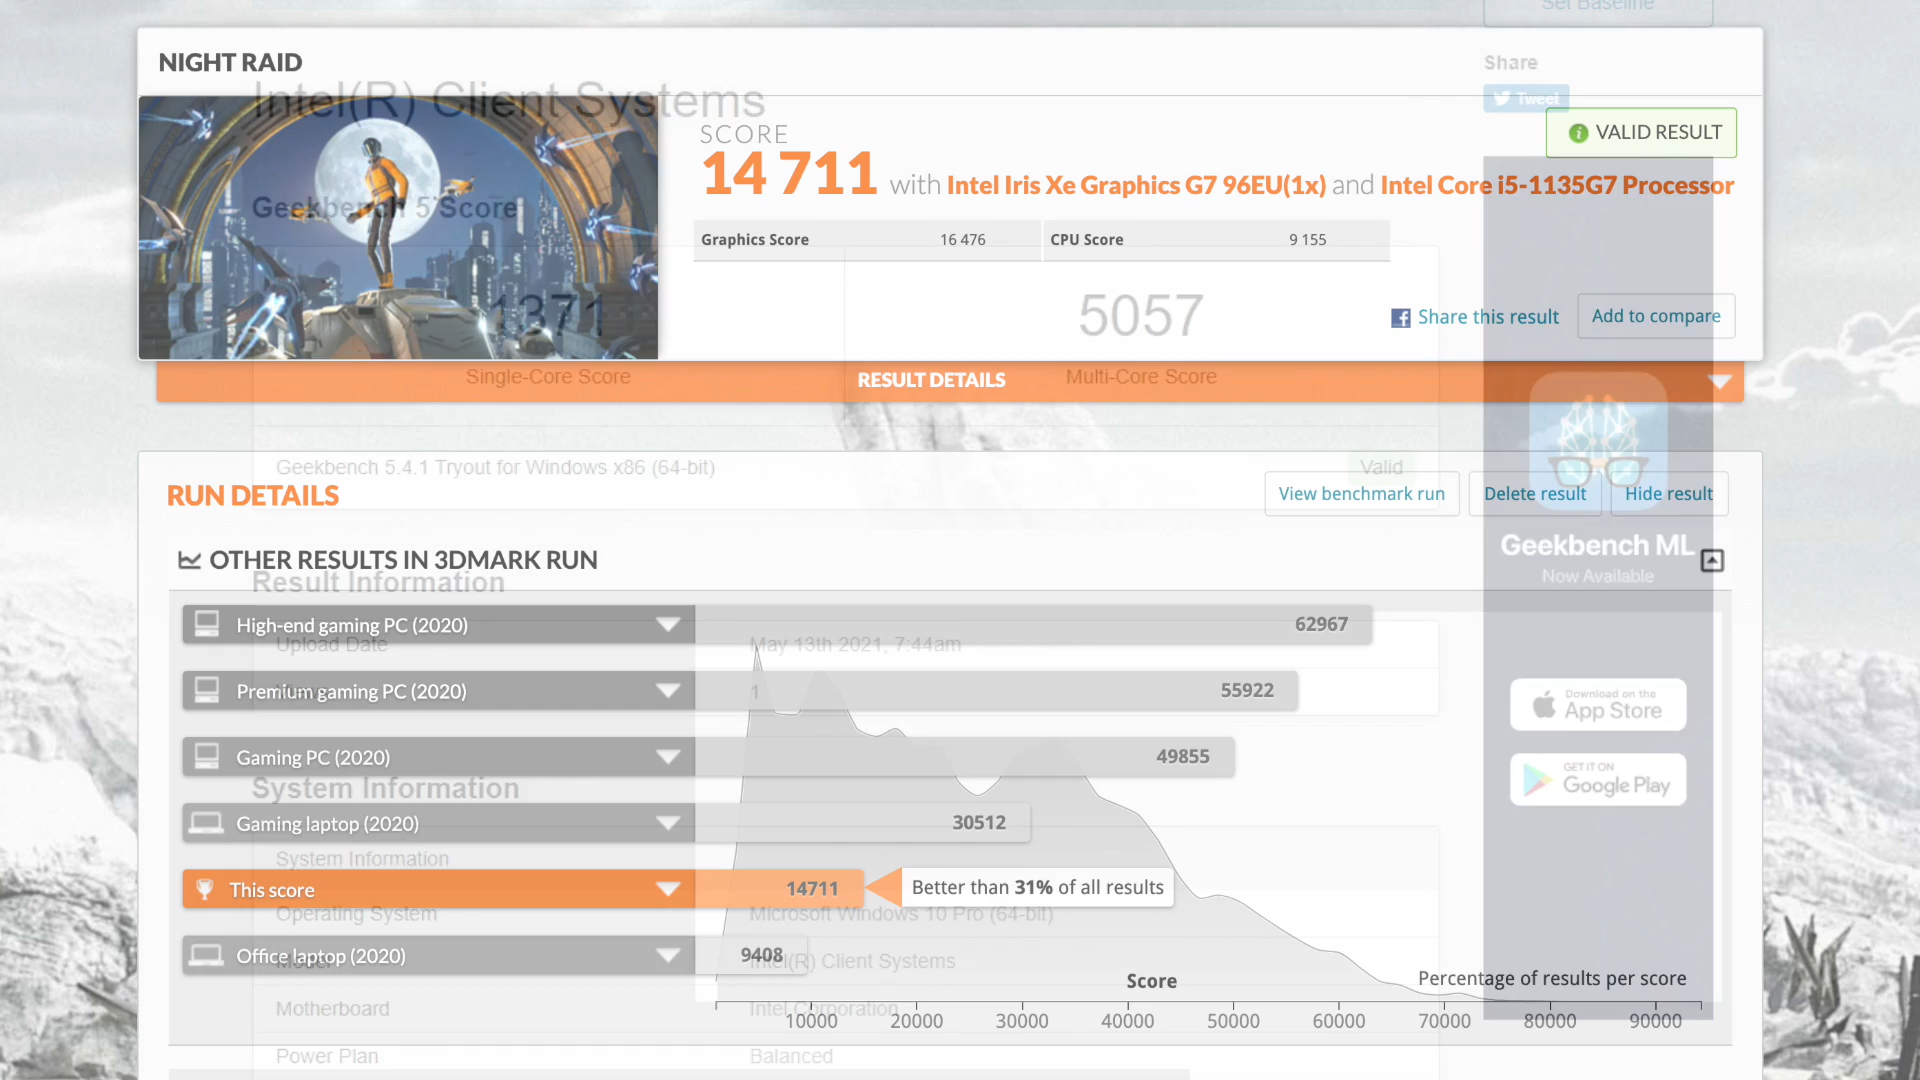 Set Baseline
NIGHT RAID
Share
Intel(R) Client Systems
Tweet
SCORE
VALID RESULT
14 711 with Intel Iris Xe Graphics G7 96EU(1x) and Intel Core i5-1135G7 Processor
Geekbench 5 Score
Graphics Score 16 476 CPU Score 9 155
1371
5057
Share this result
Add to compare
Single-Core Score
RESULT DETAILS
Multi-Core Score
Geekbench 5.4.1 Tryout for Windows x86 (64-bit)
Valid
RUN DETAILS
View benchmark run
Delete result
Hide result
Geekbench ML
Now Available
OTHER RESULTS IN 3DMARK RUN
Result Information
High-end gaming PC (2020) 62967
Upload Date May 13th 2021, 7:44am
Premium gaming PC (2020) 55922
1
Download on the
App Store
Gaming PC (2020) 49855
GET IT ON
Google Play
System Information
Gaming laptop (2020) 30512
System Information
This score 14711
Better than 31% of all results
Operating System Microsoft Windows 10 Pro (64-bit)
Office laptop (2020) 9408
Model Intel(R) Client Systems
Score
Percentage of results per score
Motherboard Intel Corporation
10000 20000 30000 40000 50000 60000 70000 80000 90000
Power Plan Balanced